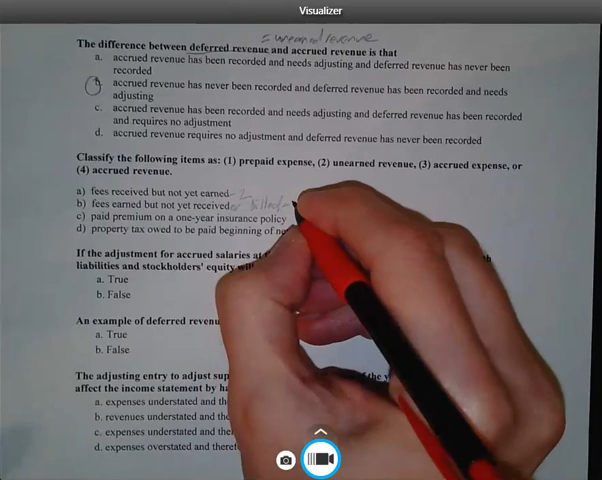 Visualizer
= unearned revenue
The difference between deferred revenue and accrued revenue is that
a. accrued revenue has been recorded and needs adjusting and deferred revenue has never been
recorded
b. accrued revenue has never been recorded and deferred revenue has been recorded and needs
adjusting
c. accrued revenue has been recorded and needs adjusting and deferred revenue has been recorded
and requires no adjustment
d. accrued revenue requires no adjustment and deferred revenue has never been recorded
Classify the following items as: (1) prepaid expense, (2) unearned revenue, (3) accrued expense, or
(4) accrued revenue.
a) fees received but not yet earned - 2
b) fees earned but not yet received or billed -
c) paid premium on a one-year insurance policy
d) property tax owed to be paid beginning of
If the adjustment for accrued salaries at
liabilities and stockholders' equity
a. True
b. False
An example of deferred
a. True
b. False
The adjusting entry to adjust
affect the income statement by
a. expenses understated and
b. revenues understated and
c. expenses understated and
d. expenses overstated and